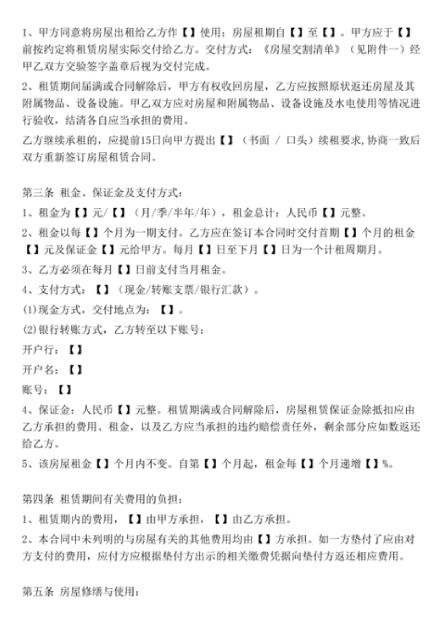 1、甲方同意将房屋出租给乙方作【】使用；房屋租期自【】至【】。甲方应于【】
前按约定将租赁房屋实际交付给乙方。交付方式：《房屋交割清单》（见附件一）经
甲乙双方交验签字盖章后视为交付完成。
2、租赁期间届满或合同解除后，甲方有权收回房屋，乙方应按照原状返还房屋及其
附属物品、设备设施。甲乙双方应对房屋和附属物品、设备设施及水电使用等情况进
行验收，结清各自应当承担的费用。
乙方继续承租的，应提前15日向甲方提出【】（书面 / 口头）续租要求,协商一致后
双方重新签订房屋租赁合同。
第三条 租金、保证金及支付方式：
1、租金为【】元/【】（月/季/半年/年），租金总计：人民币【】元整。
2、租金以每【】个月为一期支付。乙方应在签订本合同时交付首期【】个月的租金
【】元及保证金【】元给甲方。每月【】日至下月【】日为一个计租周期月。
3、乙方必须在每月【】日前支付当月租金。
4、支付方式：【】（现金/转账支票/银行汇款）。
(1)现金方式，交付地点为：【】。
(2)银行转账方式，乙方转至以下账号：
开户行：【】
开户名：【】
账号：【】
4、保证金：人民币【】元整。租赁期满或合同解除后，房屋租赁保证金除抵扣应由
乙方承担的费用、租金，以及乙方应当承担的违约赔偿责任外，剩余部分应如数返还
给乙方。
5、该房屋租金【】个月内不变。自第【】个月起，租金每【】个月递增【】%。
第四条 租赁期间有关费用的负担：
1、租赁期内的费用，【】由甲方承担，【】由乙方承担。
2、本合同中未列明的与房屋有关的其他费用均由【】方承担。如一方垫付了应由对
方支付的费用，应付方应根据垫付方出示的相关缴费凭据向垫付方返还相应费用。
第五条 房屋修缮与使用：